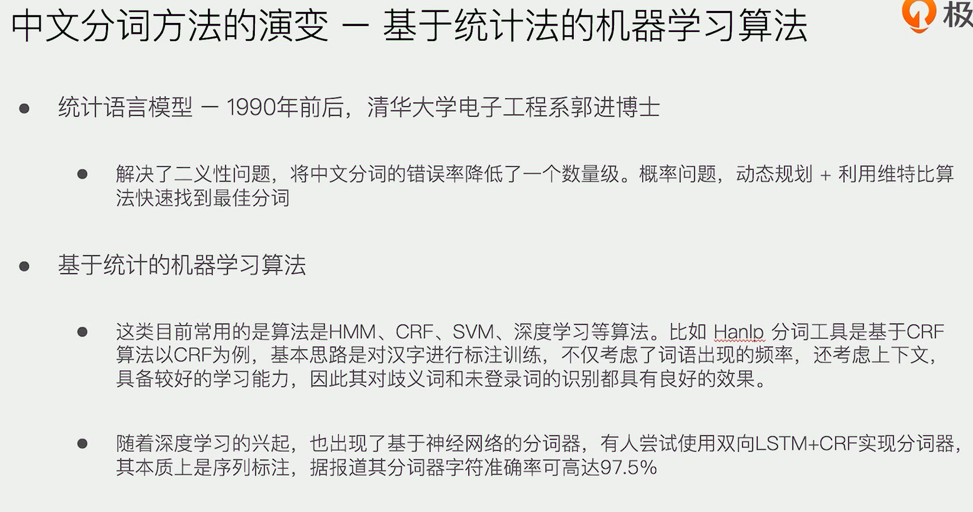 中文分词方法的演变 — 基于统计法的机器学习算法
极
● 统计语言模型 — 1990年前后，清华大学电子工程系郭进博士
● 解决了二义性问题，将中文分词的错误率降低了一个数量级。概率问题，动态规划 + 利用维特比算
法快速找到最佳分词
● 基于统计的机器学习算法
● 这类目前常用的是算法是HMM、CRF、SVM、深度学习等算法。比如 Hanlp 分词工具是基于CRF
算法以CRF为例，基本思路是对汉字进行标注训练，不仅考虑了词语出现的频率，还考虑上下文，
具备较好的学习能力，因此其对歧义词和未登录词的识别都具有良好的效果。
● 随着深度学习的兴起，也出现了基于神经网络的分词器，有人尝试使用双向LSTM+CRF实现分词器，
其本质上是序列标注，据报道其分词器字符准确率可高达97.5%